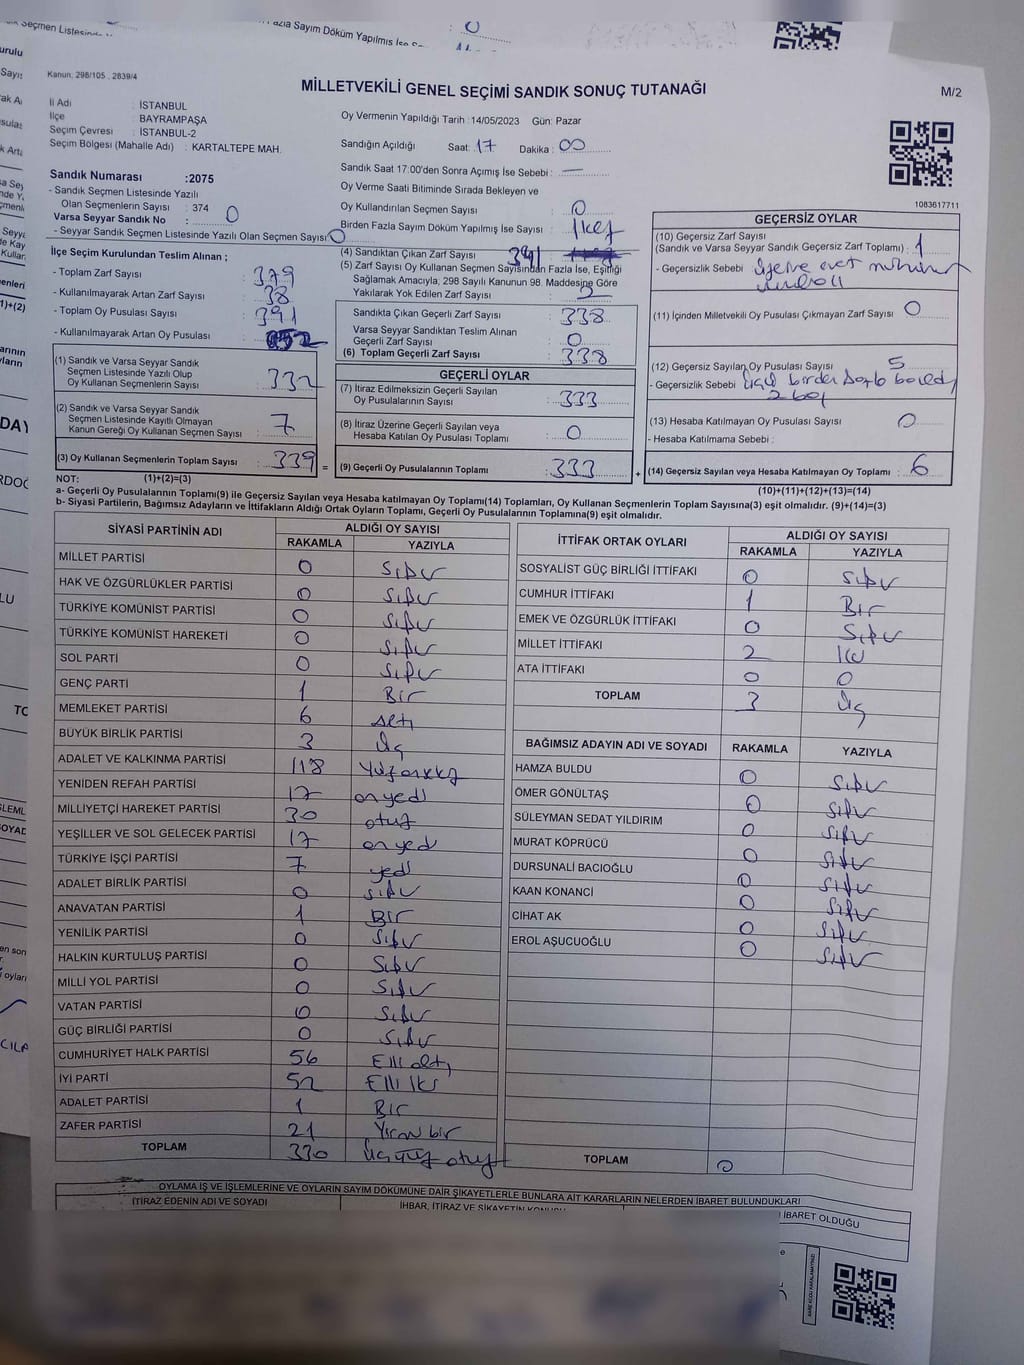 Seçmen Listesi
Fazla Sayım Döküm Yapılmış İse
0
Kanun: 298/105 , 2839/4
MİLLETVEKİLİ GENEL SEÇİMİ SANDIK SONUÇ TUTANAĞI
M/2
İl Adı : İSTANBUL
İlçe : BAYRAMPAŞA
Seçim Çevresi : İSTANBUL-2
Seçim Bölgesi (Mahalle Adı) : KARTALTEPE MAH.
Sandık Numarası :2075
- Sandık Seçmen Listesinde Yazılı
Olan Seçmenlerin Sayısı : 374
Varsa Seyyar Sandık No : 0
- Seyyar Sandık Seçmen Listesinde Yazılı Olan Seçmen Sayısı: 0
Oy Vermenin Yapıldığı Tarih :14/05/2023 Gün: Pazar
Sandığın Açıldığı Saat: 17 Dakika : 00
Sandık Saat 17:00'den Sonra Açımış İse Sebebi : —
Oy Verme Saati Bitiminde Sırada Bekleyen ve
Oy Kullandırılan Seçmen Sayısı : 0
Birden Fazla Sayım Döküm Yapılmış İse Sayısı :
1083617711
İlçe Seçim Kurulundan Teslim Alınan ;
- Toplam Zarf Sayısı : 379
- Kullanılmayarak Artan Zarf Sayısı : 38
- Toplam Oy Pusulası Sayısı : 391
- Kullanılmayarak Artan Oy Pusulası :
(1) Sandık ve Varsa Seyyar Sandık
Seçmen Listesinde Yazılı Olup
Oy Kullanan Seçmenlerin Sayısı : 332
(2) Sandık ve Varsa Seyyar Sandık
Seçmen Listesinde Kayıtlı Olmayan
Kanun Gereği Oy Kullanan Seçmen Sayısı : 7
(3) Oy Kullanan Seçmenlerin Toplam Sayısı : 339 =
NOT: (1)+(2)=(3)
(4) Sandıktan Çıkan Zarf Sayısı :
(5) Zarf Sayısı Oy Kullanan Seçmen Sayısından Fazla İse, Eşitliği
Sağlamak Amacıyla, 298 Sayılı Kanunun 98. Maddesine Göre
Yakılarak Yok Edilen Zarf Sayısı : 2
Sandıkta Çıkan Geçerli Zarf Sayısı : 338
Varsa Seyyar Sandıktan Teslim Alınan
Geçerli Zarf Sayısı : 0
(6) Toplam Geçerli Zarf Sayısı : 338
GEÇERLİ OYLAR
(7) İtiraz Edilmeksizin Geçerli Sayılan
Oy Pusulalarının Sayısı : 333
(8) İtiraz Üzerine Geçerli Sayılan veya
Hesaba Katılan Oy Pusulası Toplamı : 0
(9) Geçerli Oy Pusulalarının Toplamı : 333 +
GEÇERSİZ OYLAR
(10) Geçersiz Zarf Sayısı
(Sandık ve Varsa Seyyar Sandık Geçersiz Zarf Toplamı) : 1
- Geçersizlik Sebebi : evet
(11) İçinden Milletvekili Oy Pusulası Çıkmayan Zarf Sayısı : 0
(12) Geçersiz Sayılan Oy Pusulası Sayısı : 5
- Geçersizlik Sebebi :
(13) Hesaba Katılmayan Oy Pusulası Sayısı : 0
- Hesaba Katılmama Sebebi :
(14) Geçersiz Sayılan veya Hesaba Katılmayan Oy Toplamı : 6
(10)+(11)+(12)+(13)=(14)
a- Geçerli Oy Pusulalarının Toplamı(9) ile Geçersiz Sayılan veya Hesaba katılmayan Oy Toplamı(14) Toplamları, Oy Kullanan Seçmenlerin Toplam Sayısına(3) eşit olmalıdır. (9)+(14)=(3)
b- Siyasi Partilerin, Bağımsız Adayların ve İttifakların Aldığı Ortak Oyların Toplamı, Geçerli Oy Pusulalarının Toplamına(9) eşit olmalıdır.
SİYASİ PARTİNİN ADI ALDIĞI OY SAYISI
RAKAMLA YAZIYLA
MİLLET PARTİSİ 0 Sıfır
HAK VE ÖZGÜRLÜKLER PARTİSİ 0 Sıfır
TÜRKİYE KOMÜNİST PARTİSİ 0 Sıfır
TÜRKİYE KOMÜNİST HAREKETİ 0 Sıfır
SOL PARTİ 0 Sıfır
GENÇ PARTİ 1 Bir
MEMLEKET PARTİSİ 6 Altı
BÜYÜK BİRLİK PARTİSİ 3 Üç
ADALET VE KALKINMA PARTİSİ 118 Yüzonsekiz
YENİDEN REFAH PARTİSİ 17 onyedi
MİLLİYETÇİ HAREKET PARTİSİ 30 otuz
YEŞİLLER VE SOL GELECEK PARTİSİ 17 onyedi
TÜRKİYE İŞÇİ PARTİSİ 7 yedi
ADALET BİRLİK PARTİSİ 0 Sıfır
ANAVATAN PARTİSİ 1 BİR
YENİLİK PARTİSİ 0 Sıfır
HALKIN KURTULUŞ PARTİSİ 0 Sıfır
MİLLİ YOL PARTİSİ 0 Sıfır
VATAN PARTİSİ 0 Sıfır
GÜÇ BİRLİĞİ PARTİSİ 0 Sıfır
CUMHURİYET HALK PARTİSİ 56 Elli altı
İYİ PARTİ 52 Elli İki
ADALET PARTİSİ 1 BİR
ZAFER PARTİSİ 21 Yirmi bir
TOPLAM 330 Üçyüz otuz
İTTİFAK ORTAK OYLARI ALDIĞI OY SAYISI
RAKAMLA YAZIYLA
SOSYALİST GÜÇ BİRLİĞİ İTTİFAKI 0 Sıfır
CUMHUR İTTİFAKI 1 Bir
EMEK VE ÖZGÜRLÜK İTTİFAKI 0 Sıfır
MİLLET İTTİFAKI 2 İki
ATA İTTİFAKI 0 0
TOPLAM 3 Üç
BAĞIMSIZ ADAYIN ADI VE SOYADI RAKAMLA YAZIYLA
HAMZA BULDU 0 Sıfır
ÖMER GÖNÜLTAŞ 0 Sıfır
SÜLEYMAN SEDAT YILDIRIM 0 Sıfır
MURAT KÖPRÜCÜ 0 Sıfır
DURSUNALİ BACIOĞLU 0 Sıfır
KAAN KONANCİ 0 Sıfır
CİHAT AK 0 Sıfır
EROL AŞUCUOĞLU 0 Sıfır
TOPLAM 0
OYLAMA İŞ VE İŞLEMLERİNE VE OYLARIN SAYIM DÖKÜMÜNE DAİR ŞİKAYETLERLE BUNLARA AİT KARARLARIN NELERDEN İBARET BULUNDUKLARI
İTİRAZ EDENİN ADI VE SOYADI
İHBAR, İTİRAZ VE ŞİKAYETİN KONUSU
İBARET OLDUĞU